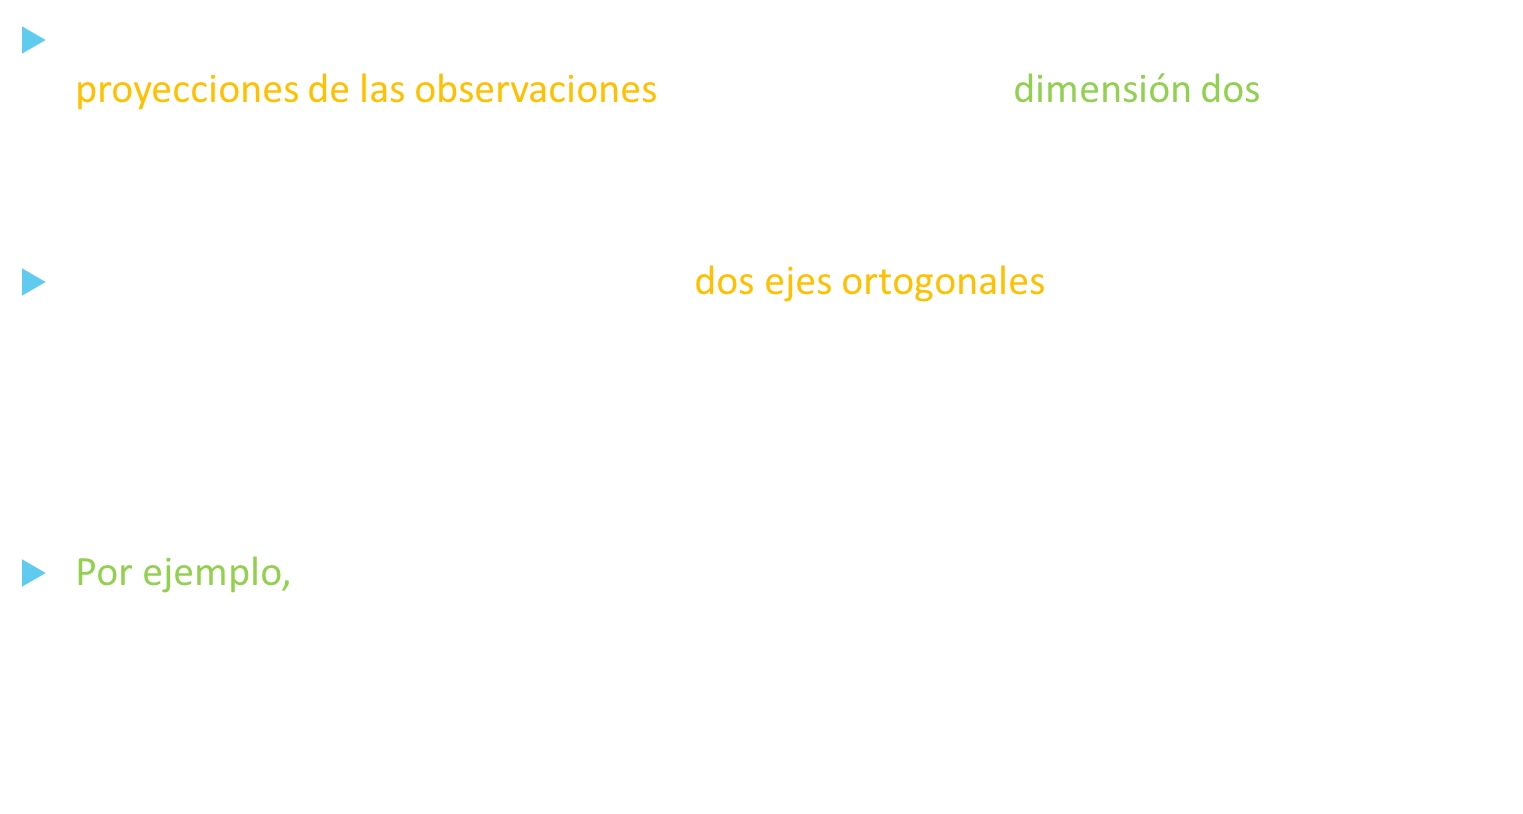 proyecciones de las observaciones dimensión dos
dos ejes ortogonales
Por ejemplo,